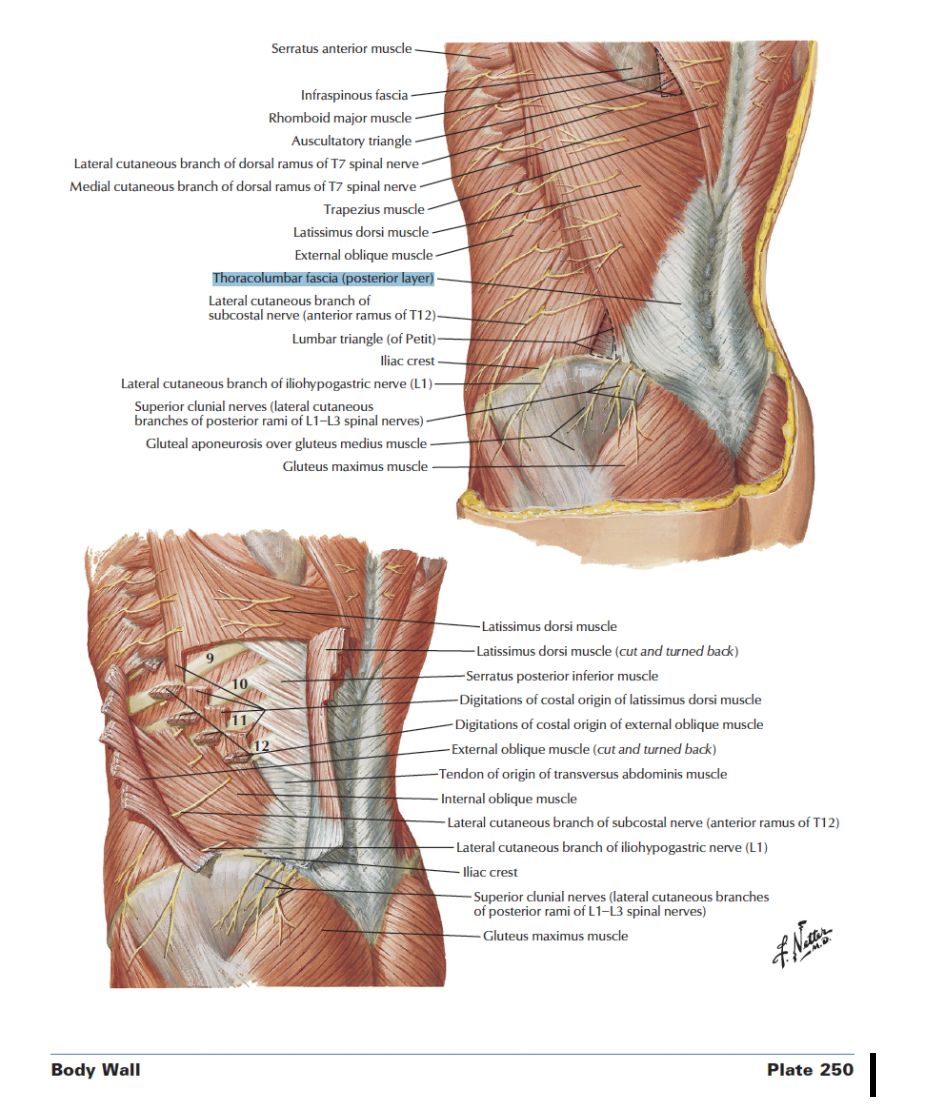 Serratus anterior muscle
Infraspinous fascia
Rhomboid major muscle
Auscultatory triangle
Lateral cutaneous branch of dorsal ramus of T7 spinal nerve
Medial cutaneous branch of dorsal ramus of T7 spinal nerve
Trapezius muscle
Latissimus dorsi muscle
External oblique muscle
Thoracolumbar fascia (posterior layer)
Lateral cutaneous branch of
subcostal nerve (anterior ramus of T12)
Lumbar triangle (of Petit)
Iliac crest
Lateral cutaneous branch of iliohypogastric nerve (L1)
Superior clunial nerves (lateral cutaneous
branches of posterior rami of L1–L3 spinal nerves)
Gluteal aponeurosis over gluteus medius muscle
Gluteus maximus muscle
9
10
11
12
Latissimus dorsi muscle
Latissimus dorsi muscle (cut and turned back)
Serratus posterior inferior muscle
Digitations of costal origin of latissimus dorsi muscle
Digitations of costal origin of external oblique muscle
External oblique muscle (cut and turned back)
Tendon of origin of transversus abdominis muscle
Internal oblique muscle
Lateral cutaneous branch of subcostal nerve (anterior ramus of T12)
Lateral cutaneous branch of iliohypogastric nerve (L1)
Iliac crest
Superior clunial nerves (lateral cutaneous branches
of posterior rami of L1–L3 spinal nerves)
Gluteus maximus muscle
F. Netter
M.D.
Body Wall
Plate 250